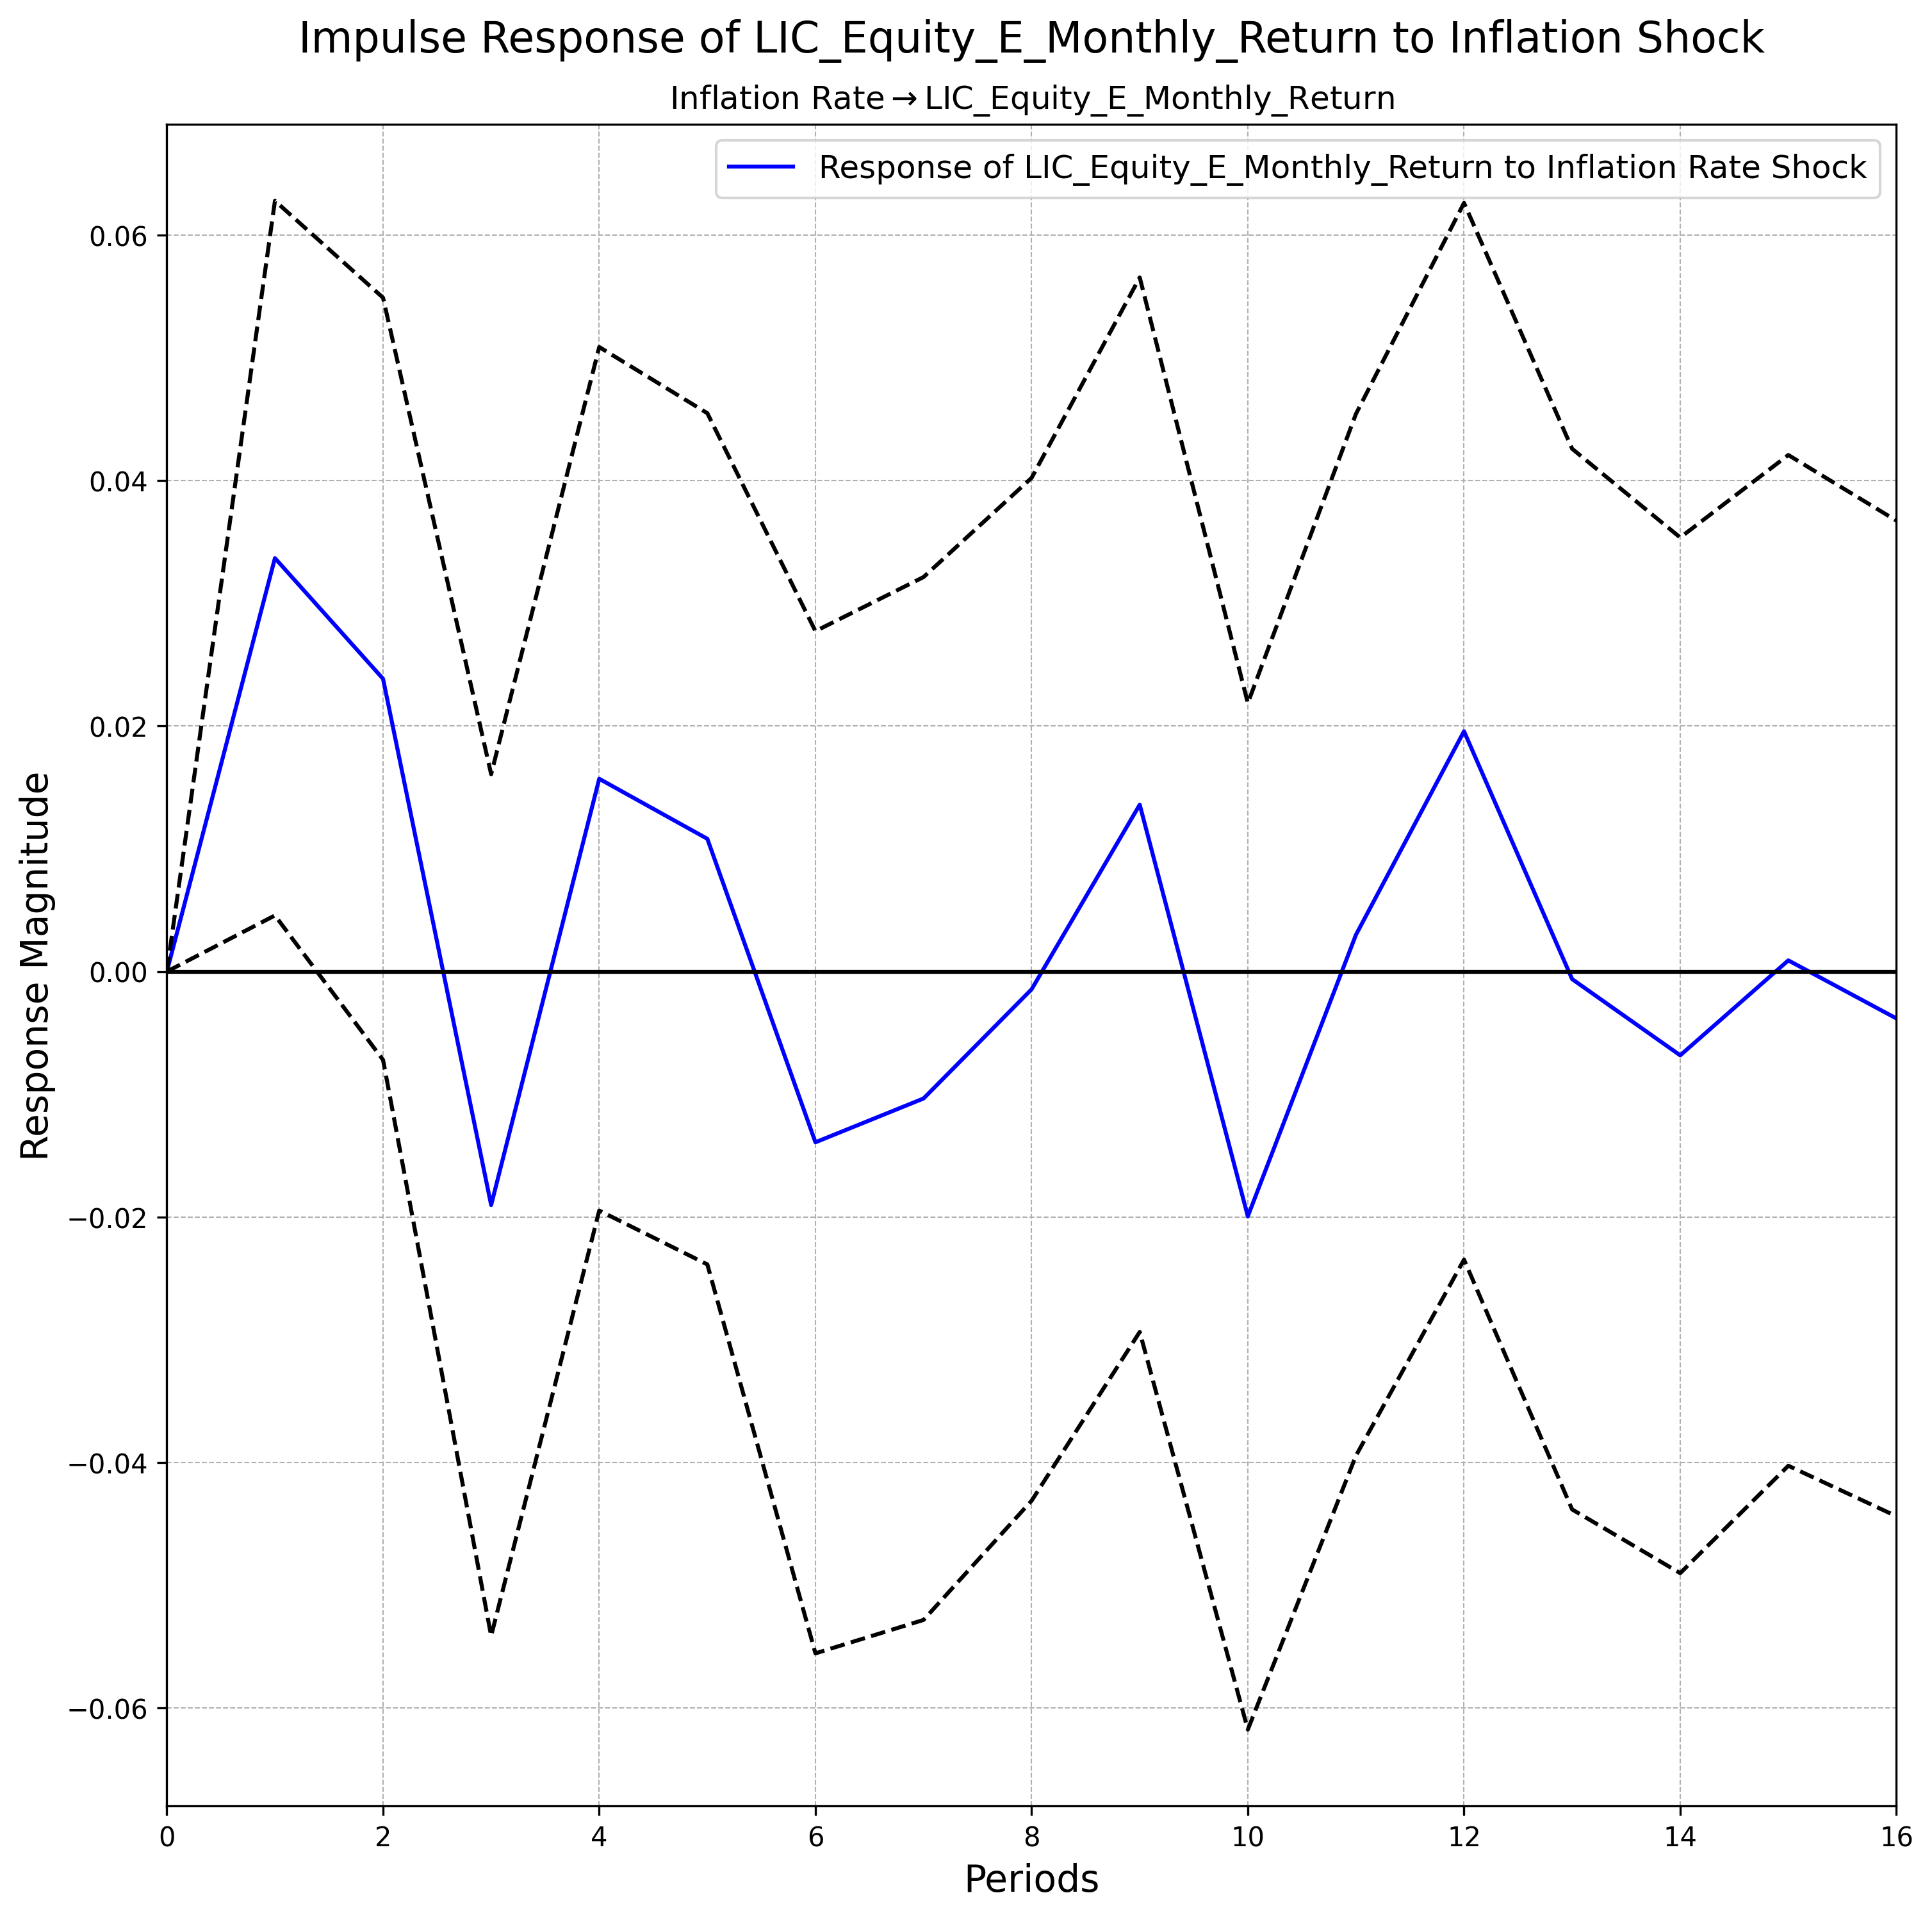 Impulse Response of LIC_Equity_E_Monthly_Return to Inflation Shock
Inflation Rate→LIC_Equity_E_Monthly_Return
Response of LIC_Equity_E_Monthly_Return to Inflation Rate Shock
Response Magnitude
0.06
0.04
0.02
0.00
−0.02
−0.04
−0.06
0 2 4 6 8 10 12 14 16
Periods